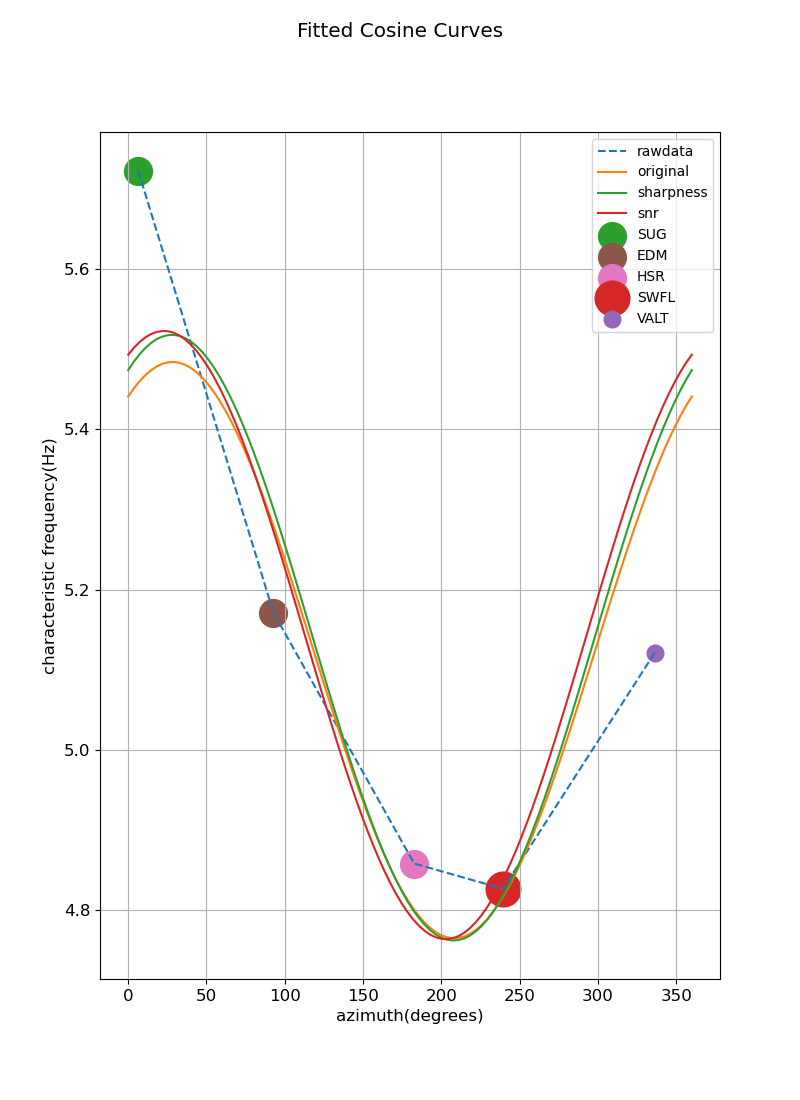 Fitted Cosine Curves
rawdata
original
sharpness
snr
SUG
EDM
HSR
SWFL
VALT
characteristic frequency(Hz)
5.6
5.4
5.2
5.0
4.8
0 50 100 150 200 250 300 350
azimuth(degrees)